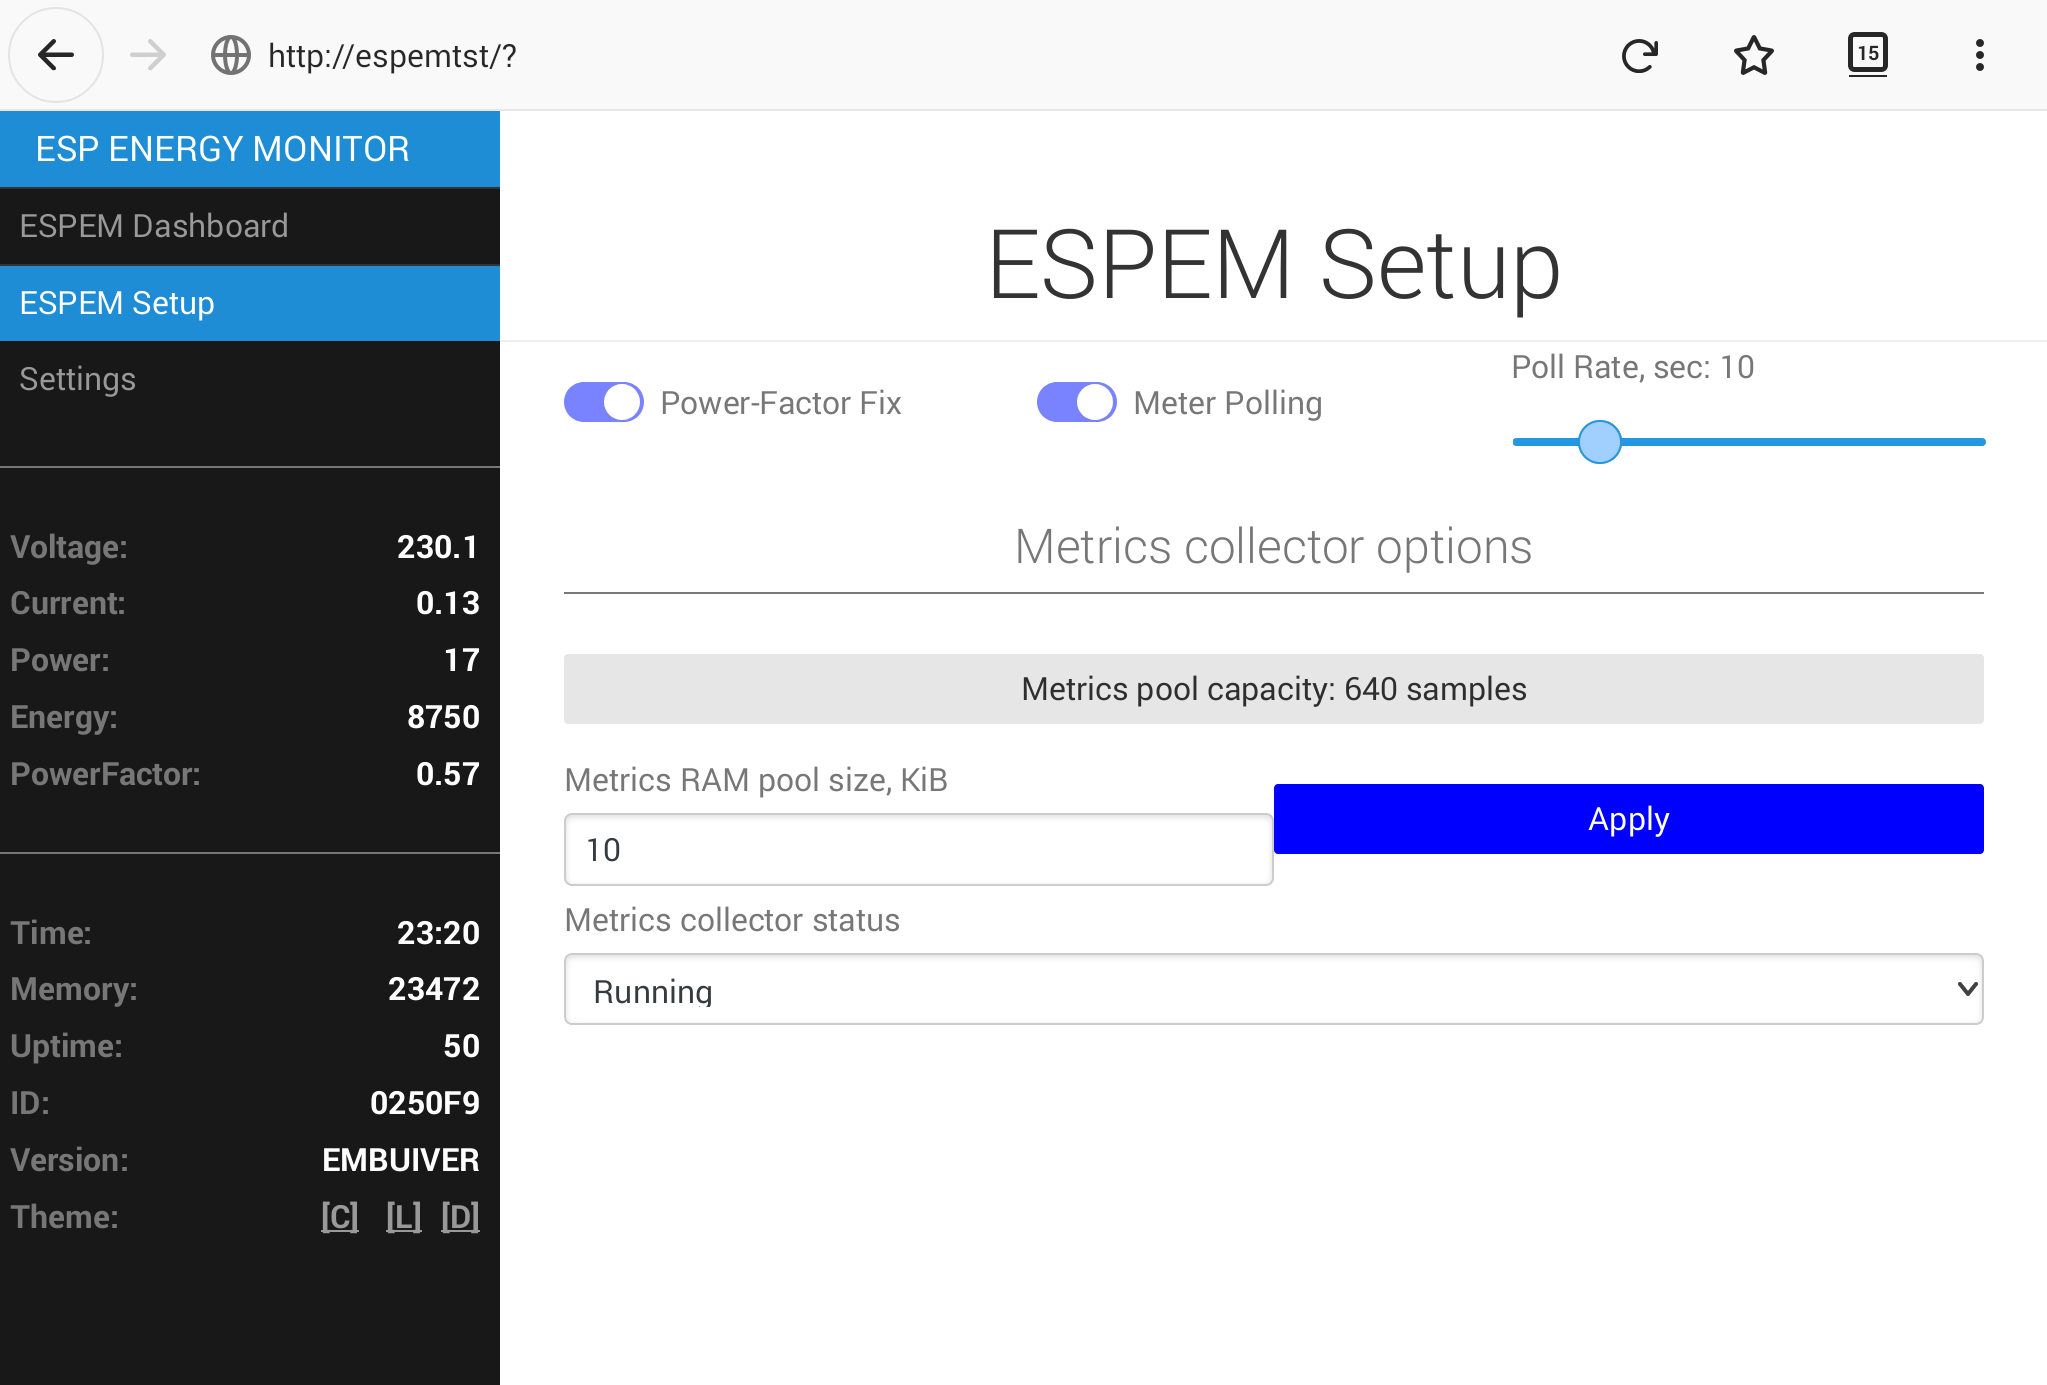 http://espemtst/?
15
ESP ENERGY MONITOR
ESPEM Dashboard
ESPEM Setup
Settings
Voltage: 230.1
Current: 0.13
Power: 17
Energy: 8750
PowerFactor: 0.57
Time: 23:20
Memory: 23472
Uptime: 50
ID: 0250F9
Version: EMBUIVER
Theme: [C] [L] [D]
ESPEM Setup
Power-Factor Fix
Meter Polling
Poll Rate, sec: 10
Metrics collector options
Metrics pool capacity: 640 samples
Metrics RAM pool size, KiB
10
Apply
Metrics collector status
Running